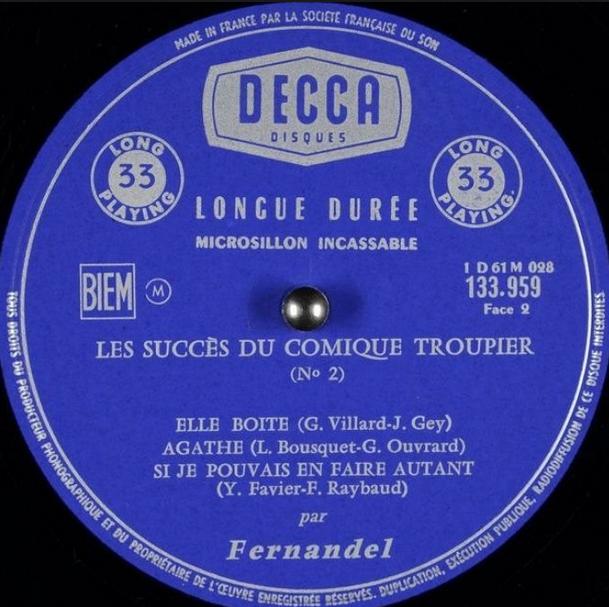 MADE IN FRANCE PAR LA SOCIÉTÉ FRANÇAISE DU SON
DECCA
DISQUES
LONG
33
PLAYING
LONG
33
PLAYING
LONGUE DURÉE
MICROSILLON INCASSABLE
BIEM M
1 D 61 M 028
133.959
Face 2
LES SUCCÈS DU COMIQUE TROUPIER
(No 2)
ELLE BOITE (G. Villard-J. Gey)
AGATHE (L. Bousquet-G. Ouvrard)
SI JE POUVAIS EN FAIRE AUTANT
(Y. Favier-F. Raybaud)
par
Fernandel
TOUS DROITS DU PRODUCTEUR PHONOGRAPHIQUE ET DU PROPRIÉTAIRE DE L'ŒUVRE ENREGISTRÉE RÉSERVÉS. DUPLICATION, EXÉCUTION PUBLIQUE, RADIODIFFUSION DE CE DISQUE INTERDITES